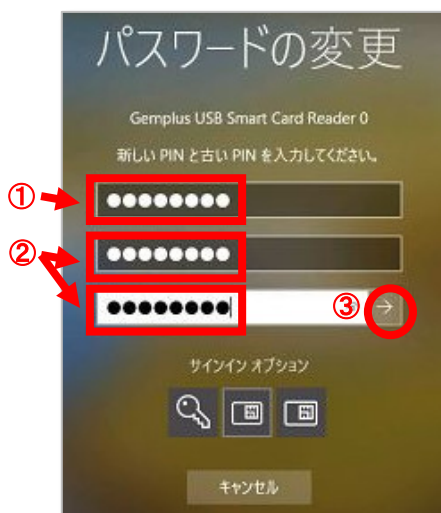 パスワードの変更
Gemplus USB Smart Card Reader 0
新しい PIN と古い PIN を入力してください。
①
●●●●●●●●
②
●●●●●●●●
●●●●●●●●
③
→
サインイン オプション
キャンセル